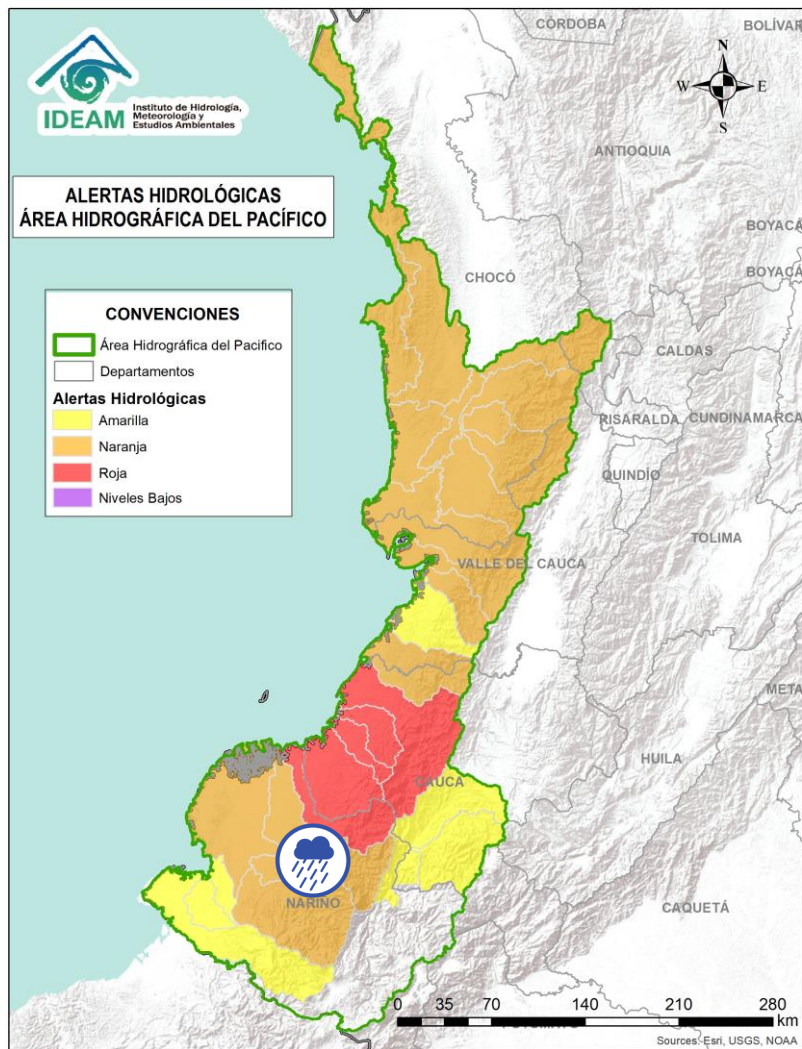 CÓRDOBA
BOLÍVAR
IDEAM
Instituto de Hidrología,
Meteorología y
Estudios Ambientales
N
W
E
S
ANTIOQUIA
ALERTAS HIDROLÓGICAS
ÁREA HIDROGRÁFICA DEL PACÍFICO
BOYACÁ
BOYACÁ
CHOCÓ
CONVENCIONES
Área Hidrográfica del Pacifico
Departamentos
Alertas Hidrológicas
Amarilla
Naranja
Roja
Niveles Bajos
CALDAS
RISARALDA
CUNDINAMARCA
QUINDÍO
TOLIMA
VALLE DEL CAUCA
META
HUILA
CAUCA
NARIÑO
CAQUETÁ
0 35 70 140 210 280
km
Sources: Esri, USGS, NOAA